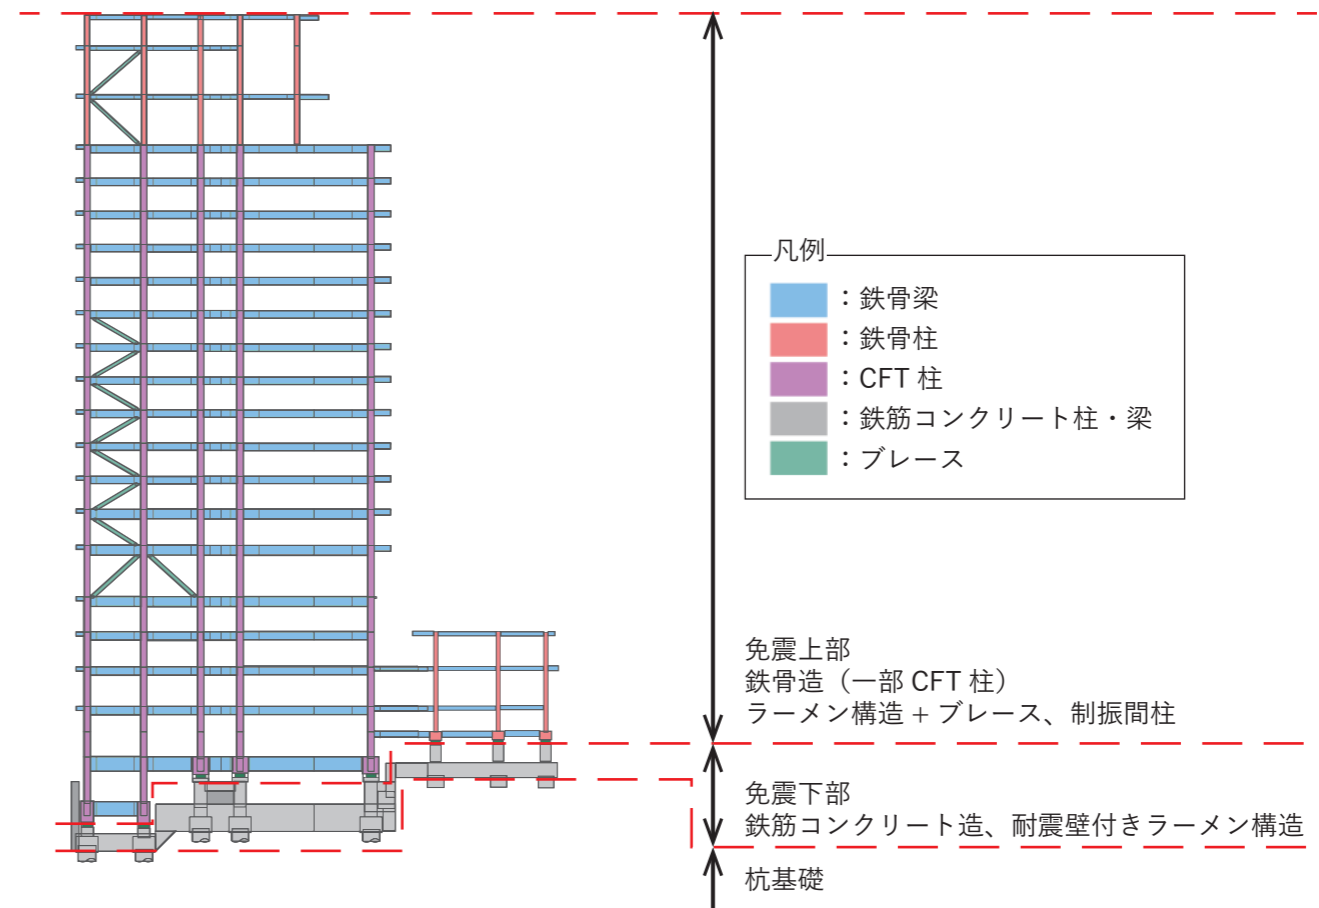 凡例
：鉄骨梁
：鉄骨柱
：CFT 柱
：鉄筋コンクリート柱・梁
：ブレース
免震上部
鉄骨造（一部 CFT 柱）
ラーメン構造 + ブレース、制振間柱
免震下部
鉄筋コンクリート造、耐震壁付きラーメン構造
杭基礎